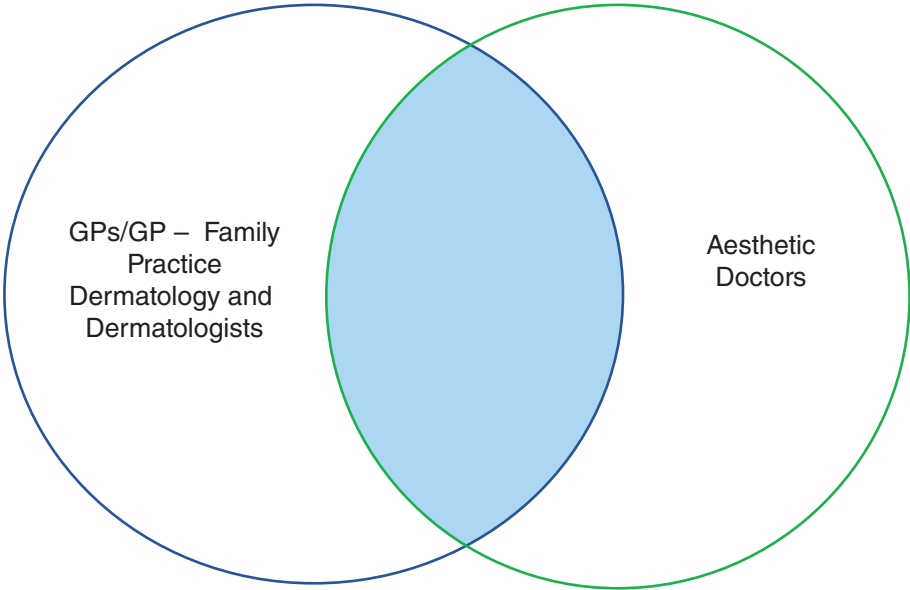 GPs/GP – Family
Practice
Dermatology and
Dermatologists
Aesthetic
Doctors